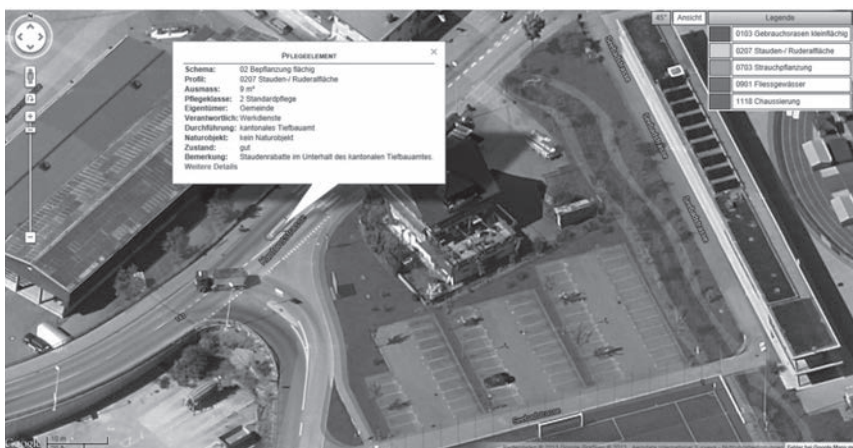 N
45° Ansicht Legende
0103 Gebrauchsrasen kleinflächig
0207 Stauden-/ Ruderalfläche
0703 Strauchpflanzung
0901 Fliessgewässer
1118 Chaussierung
PFLEGEELEMENT
Schema: 02 Bepflanzung flächig
Profil: 0207 Stauden-/ Ruderalfläche
Ausmass: 9 m²
Pflegeklasse: 2 Standardpflege
Eigentümer: Gemeinde
Verantwortlich: Werkdienste
Durchführung: kantonales Tiefbauamt
Naturobjekt: kein Naturobjekt
Zustand: gut
Bemerkung: Staudenrabatte im Unterhalt des kantonalen Tiefbauamtes
Weitere Details
Google
10 m